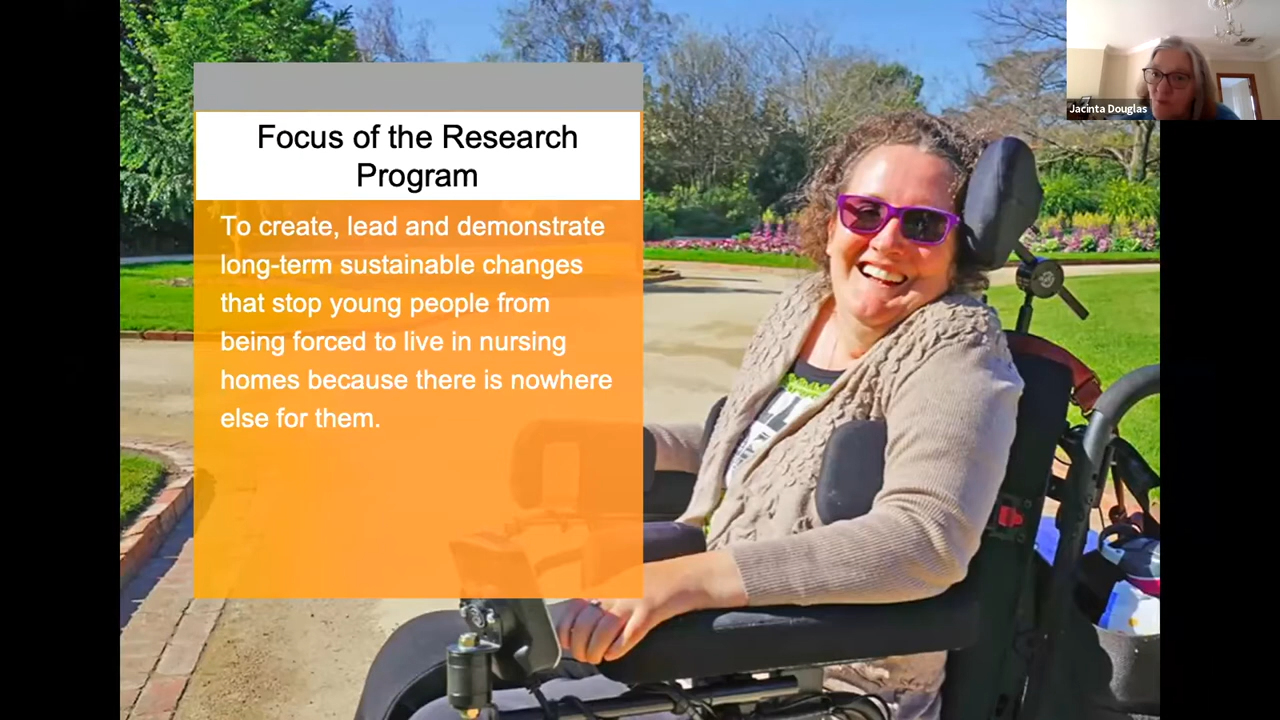 Jacinta Douglas
Focus of the Research
Program
To create, lead and demonstrate
long-term sustainable changes
that stop young people from
being forced to live in nursing
homes because there is nowhere
else for them.